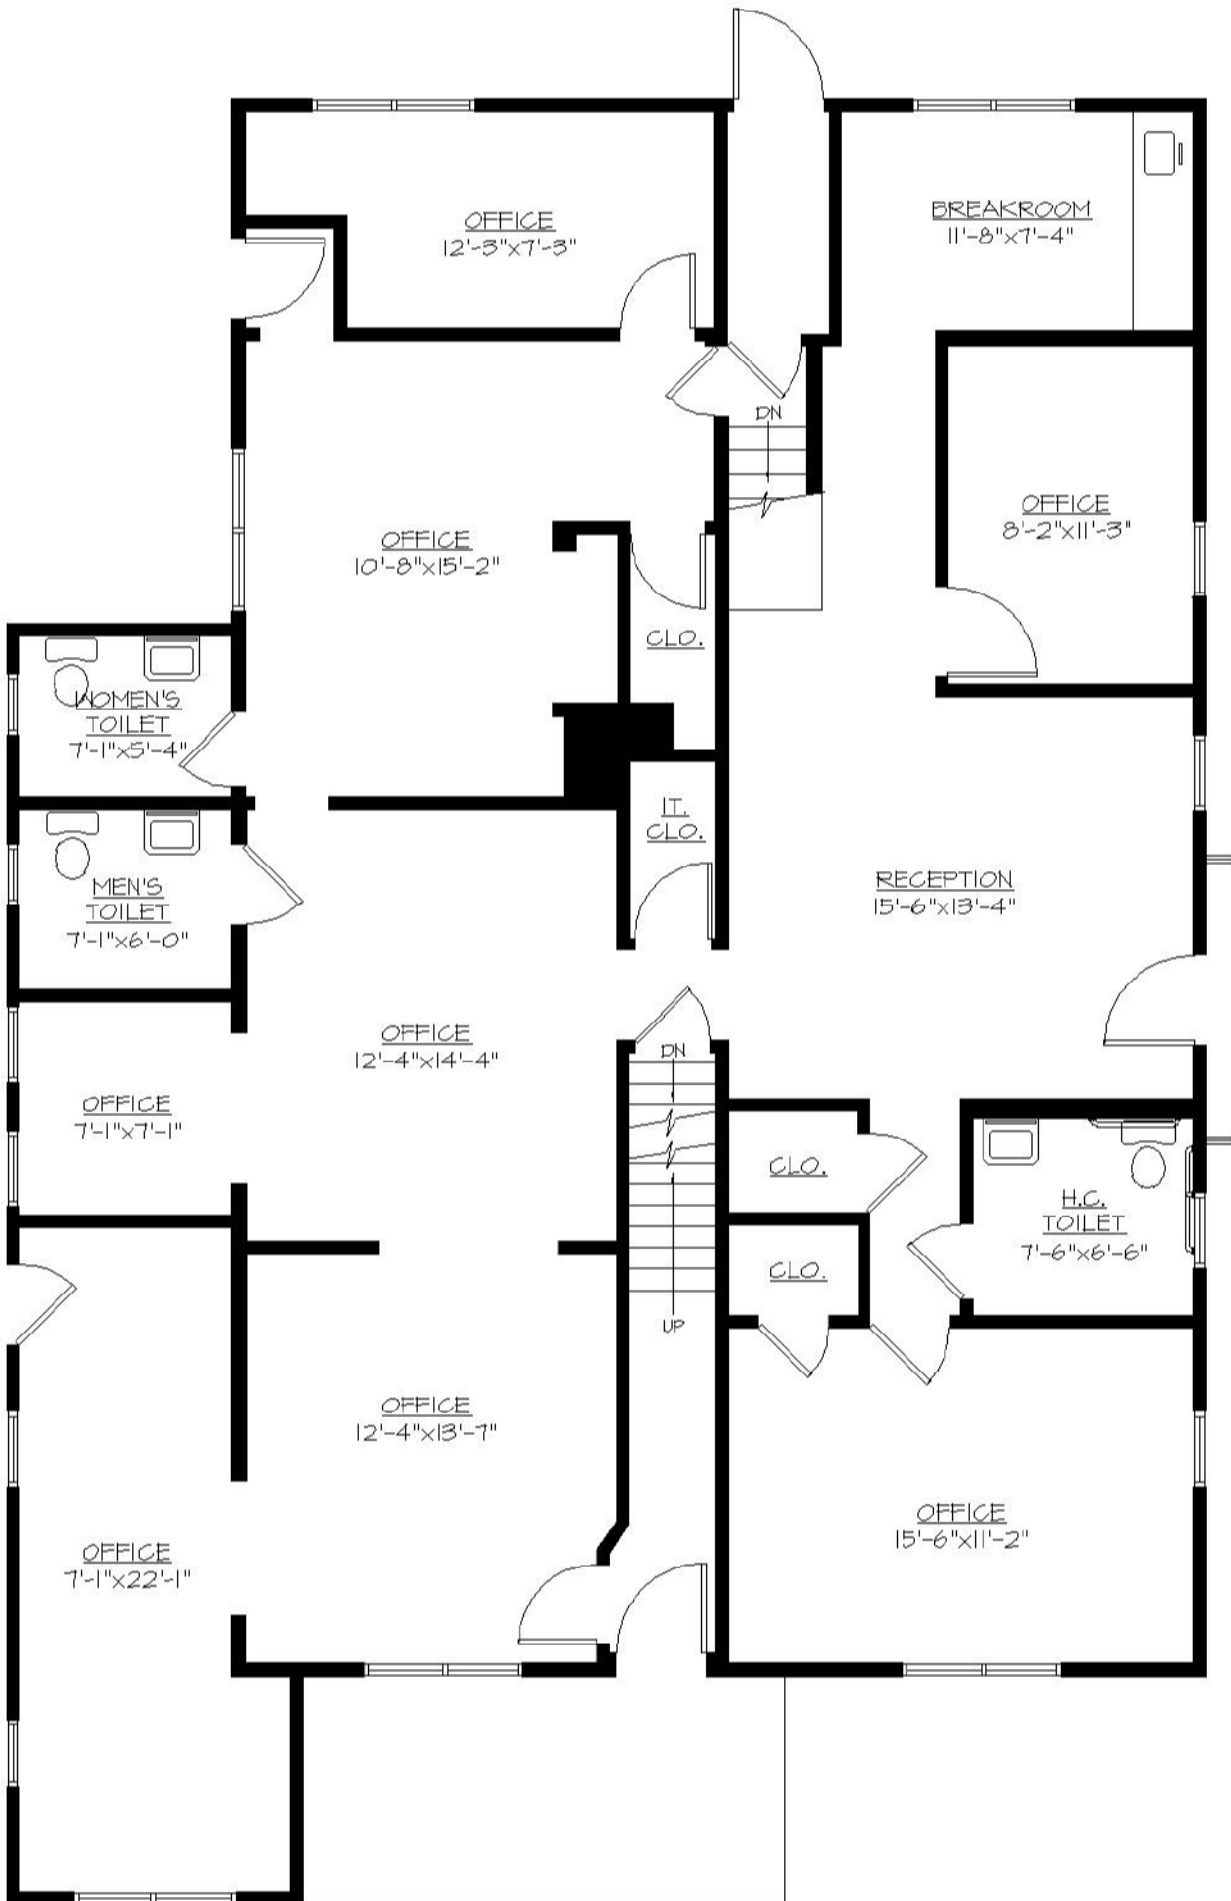 OFFICE
12'-3"x7'-3"
BREAKROOM
11'-8"x7'-4"
DN
OFFICE
8'-2"x11'-3"
OFFICE
10'-8"x15'-2"
CLO.
WOMEN'S
TOILET
7'-1"x5'-4"
IT.
CLO.
MEN'S
TOILET
7'-1"x6'-0"
RECEPTION
15'-6"x13'-4"
OFFICE
12'-4"x14'-4"
DN
OFFICE
7'-1"x7'-1"
CLO.
H.C.
TOILET
7'-6"x6'-6"
CLO.
UP
OFFICE
12'-4"x13'-7"
OFFICE
15'-6"x11'-2"
OFFICE
7'-1"x22'-1"